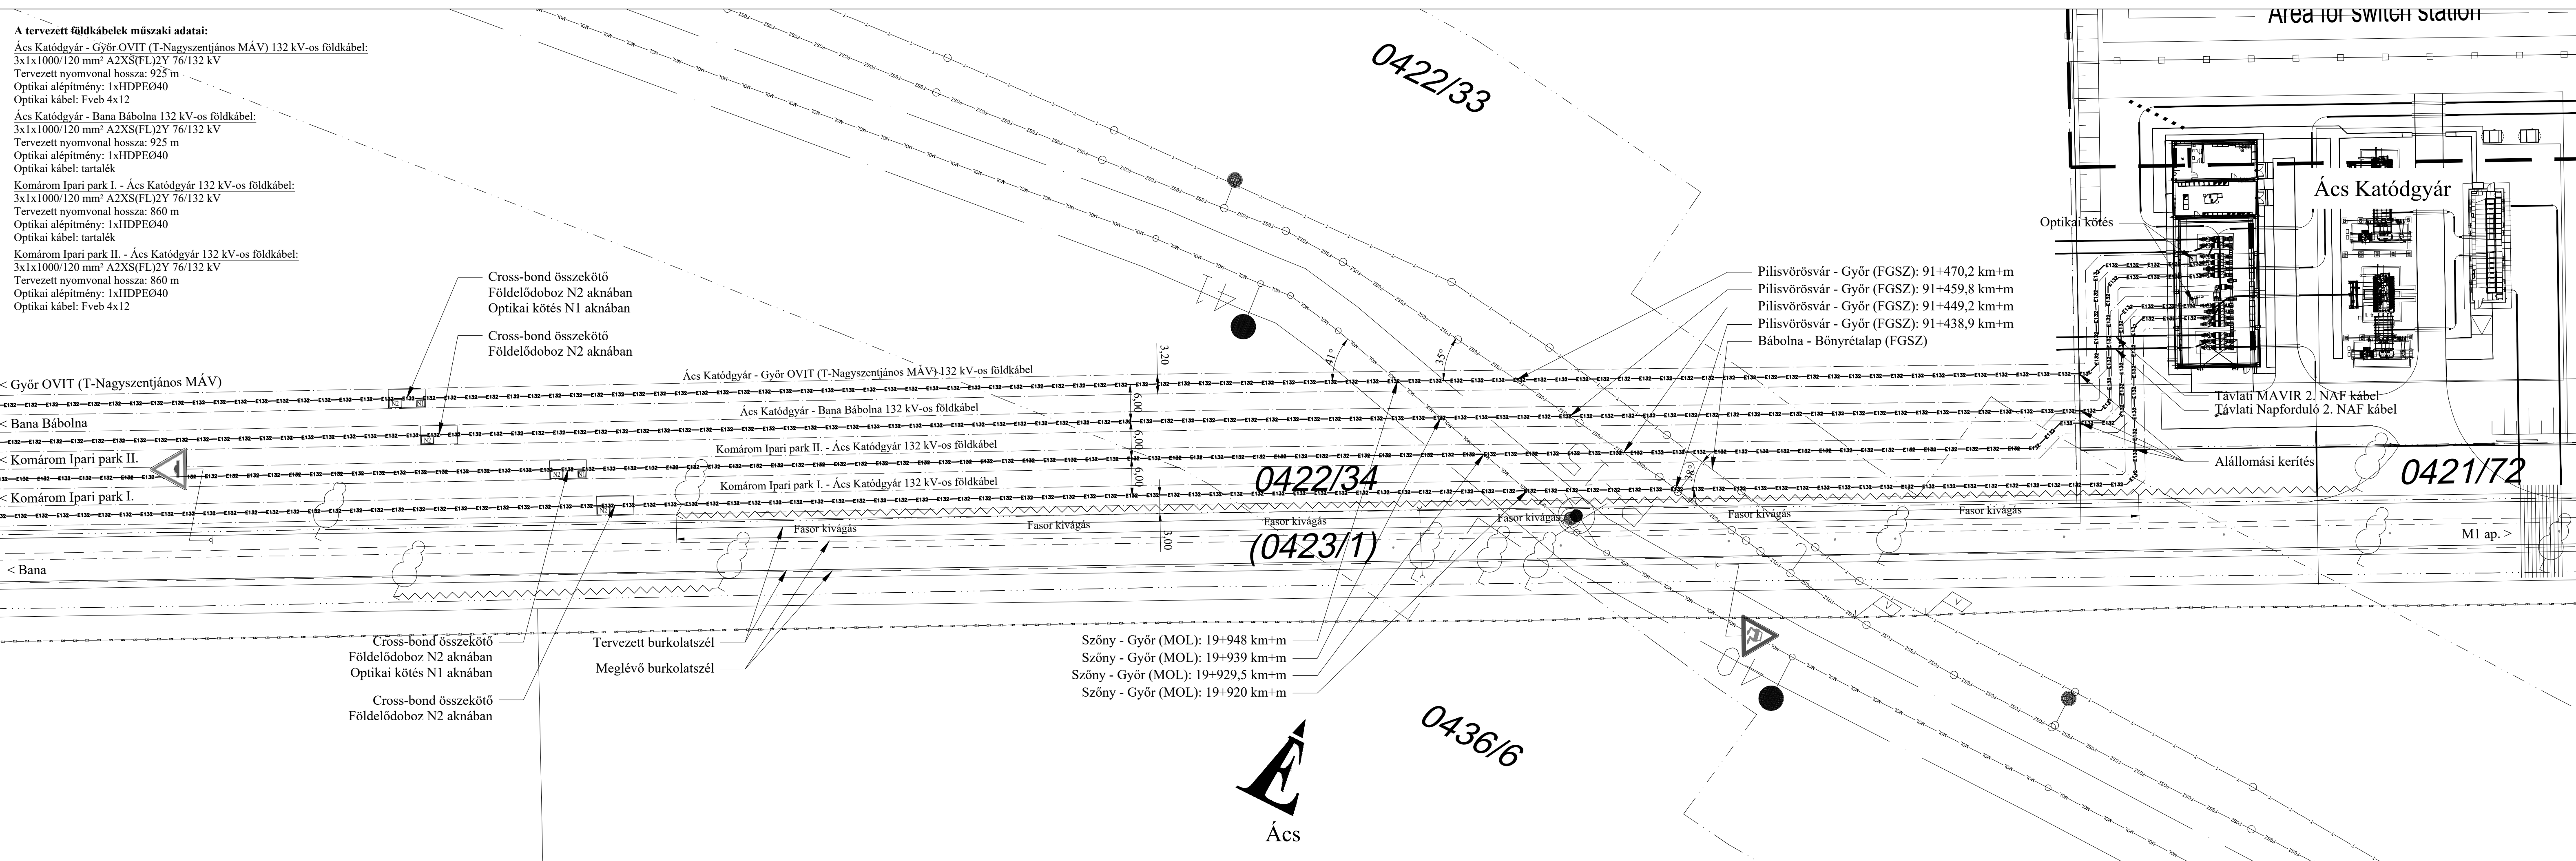 A tervezett földkábelek műszaki adatai:
Ács Katódgyár - Győr OVIT (T-Nagyszentjános MÁV) 132 kV-os földkábel:
3x1x1000/120 mm² A2XS(FL)2Y 76/132 kV
Tervezett nyomvonal hossza: 925 m
Optikai alépítmény: 1xHDPEØ40
Optikai kábel: Fveb 4x12
Ács Katódgyár - Bana Bábolna 132 kV-os földkábel:
3x1x1000/120 mm² A2XS(FL)2Y 76/132 kV
Tervezett nyomvonal hossza: 925 m
Optikai alépítmény: 1xHDPEØ40
Optikai kábel: tartalék
Komárom Ipari park I. - Ács Katódgyár 132 kV-os földkábel:
3x1x1000/120 mm² A2XS(FL)2Y 76/132 kV
Tervezett nyomvonal hossza: 860 m
Optikai alépítmény: 1xHDPEØ40
Optikai kábel: tartalék
Komárom Ipari park II. - Ács Katódgyár 132 kV-os földkábel:
3x1x1000/120 mm² A2XS(FL)2Y 76/132 kV
Tervezett nyomvonal hossza: 860 m
Optikai alépítmény: 1xHDPEØ40
Optikai kábel: Fveb 4x12
Area for switch station
0422/33
Ács Katódgyár
Optikai kötés
Cross-bond összekötő
Földelődoboz N2 aknában
Optikai kötés N1 aknában
Cross-bond összekötő
Földelődoboz N2 aknában
Pilisvörösvár - Győr (FGSZ): 91+470,2 km+m
Pilisvörösvár - Győr (FGSZ): 91+459,8 km+m
Pilisvörösvár - Győr (FGSZ): 91+449,2 km+m
Pilisvörösvár - Győr (FGSZ): 91+438,9 km+m
Bábolna - Bőnyrétalap (FGSZ)
3,20
41°
35°
38°
6,00
6,00
6,00
3,00
< Győr OVIT (T-Nagyszentjános MÁV)
Ács Katódgyár - Győr OVIT (T-Nagyszentjános MÁV) 132 kV-os földkábel
< Bana Bábolna
Ács Katódgyár - Bana Bábolna 132 kV-os földkábel
< Komárom Ipari park II.
Komárom Ipari park II. - Ács Katódgyár 132 kV-os földkábel
< Komárom Ipari park I.
Komárom Ipari park I. - Ács Katódgyár 132 kV-os földkábel
Távlati MAVIR 2. NAF kábel
Távlati Napforduló 2. NAF kábel
Alállomási kerítés
0422/34
0421/72
Fasor kivágás
Fasor kivágás
Fasor kivágás
Fasor kivágás
Fasor kivágás
Fasor kivágás
(0423/1)
M1 ap. >
< Bana
Cross-bond összekötő
Földelődoboz N2 aknában
Optikai kötés N1 aknában
Cross-bond összekötő
Földelődoboz N2 aknában
Tervezett burkolatszél
Meglévő burkolatszél
Szőny - Győr (MOL): 19+948 km+m
Szőny - Győr (MOL): 19+939 km+m
Szőny - Győr (MOL): 19+929,5 km+m
Szőny - Győr (MOL): 19+920 km+m
0436/6
É
Ács